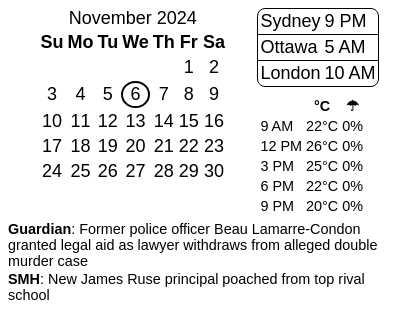 November 2024
Su Mo Tu We Th Fr Sa
1 2
3 4 5 6 7 8 9
10 11 12 13 14 15 16
17 18 19 20 21 22 23
24 25 26 27 28 29 30
Sydney 9 PM
Ottawa 5 AM
London 10 AM
°C ☂
9 AM 22°C 0%
12 PM 26°C 0%
3 PM 25°C 0%
6 PM 22°C 0%
9 PM 20°C 0%
Guardian: Former police officer Beau Lamarre-Condon
granted legal aid as lawyer withdraws from alleged double
murder case
SMH: New James Ruse principal poached from top rival
school